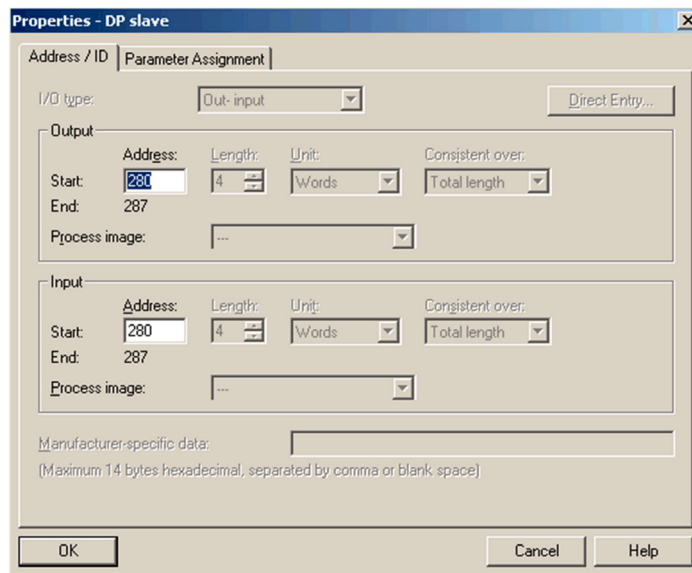 Properties - DP slave
Address / ID Parameter Assignment
I/O type: Out- input Direct Entry...
Output
Address: Length: Unit: Consistent over:
Start: 280 4 Words Total length
End: 287
Process image: ---
Input
Address: Length: Unit: Consistent over:
Start: 280 4 Words Total length
End: 287
Process image: ---
Manufacturer-specific data:
(Maximum 14 bytes hexadecimal, separated by comma or blank space)
OK Cancel Help